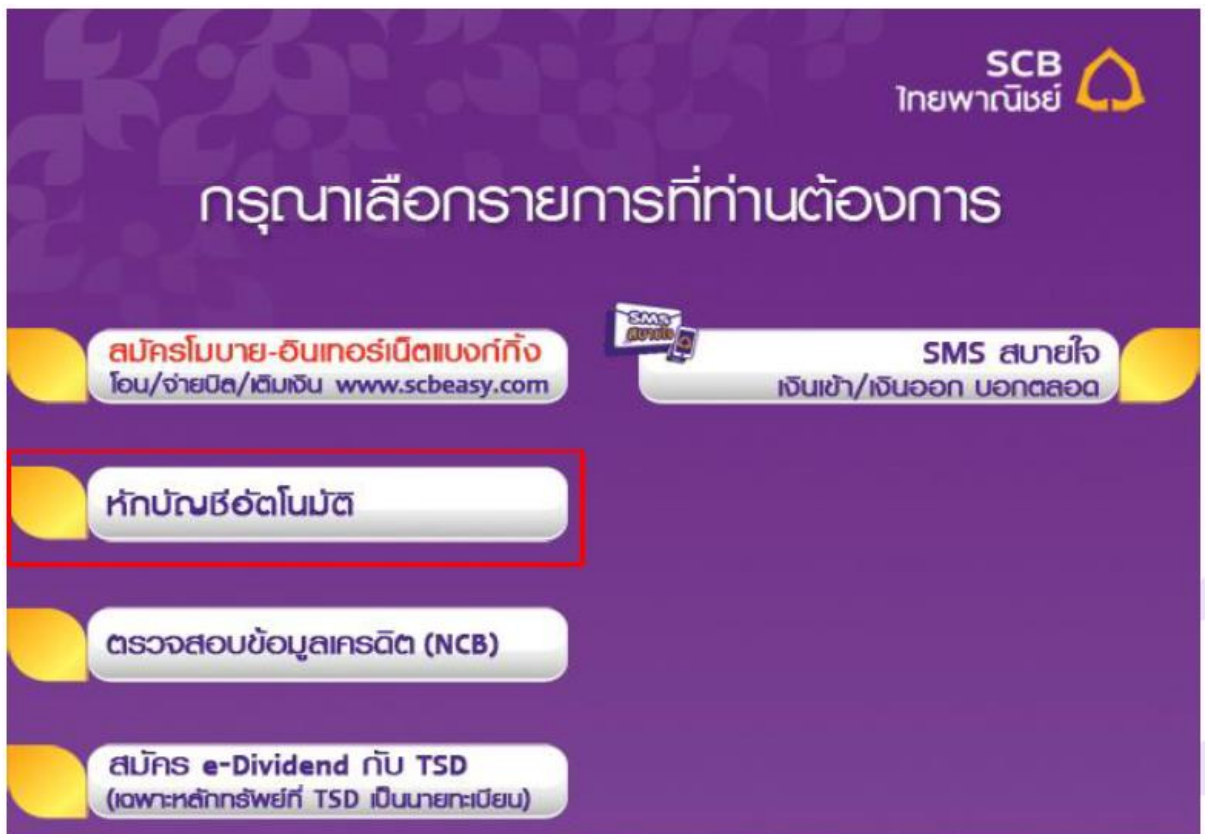 SCB
ไทยพาณิชย์
กรุณาเลือกรายการที่ท่านต้องการ
สมัครโมบาย-อินเทอร์เน็ตแบงก์กิ้ง
โอน/จ่ายบิล/เติมเงิน www.scbeasy.com
SMS
สบายใจ
SMS สบายใจ
เงินเข้า/เงินออก บอกตลอด
หักบัญชีอัตโนมัติ
ตรวจสอบข้อมูลเครดิต (NCB)
สมัคร e-Dividend กับ TSD
(เฉพาะหลักทรัพย์ที่ TSD เป็นนายทะเบียน)